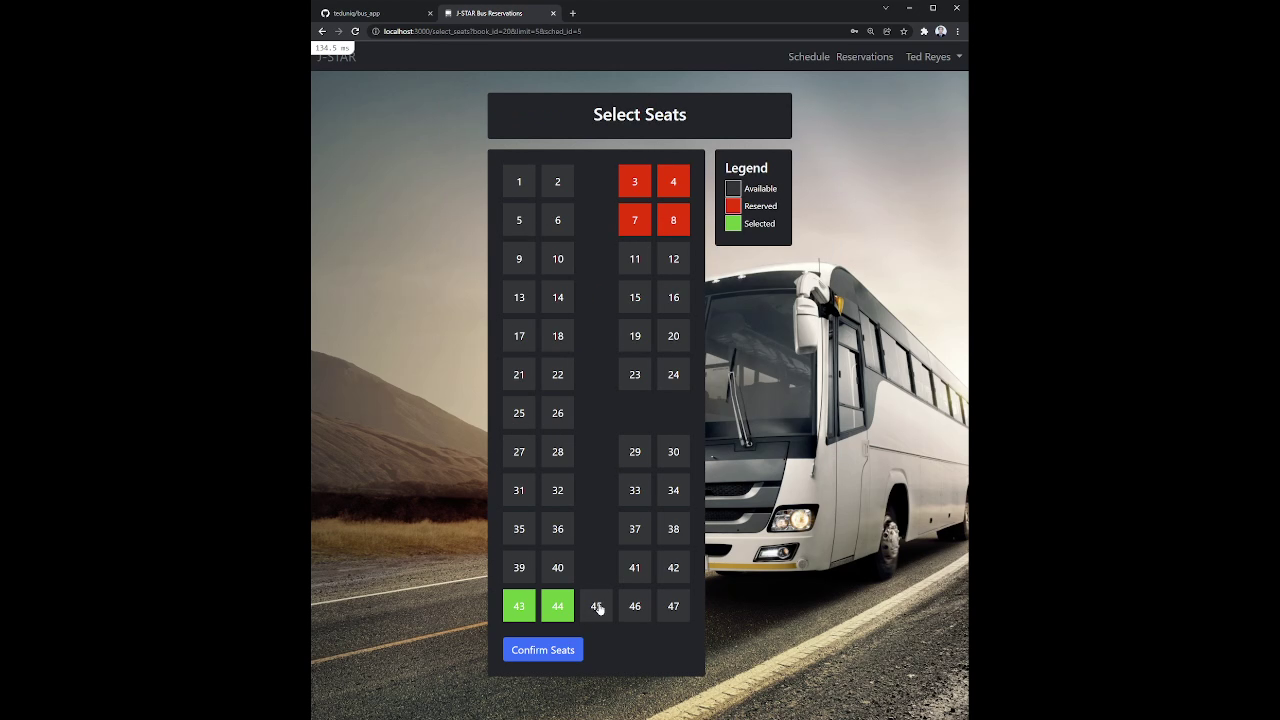 teduniq/bus_app
J-STAR Bus Reservations
localhost:3000/select_seats?book_id=20&limit=5&sched_id=5
134.5 ms
J-STAR
Schedule Reservations Ted Reyes
Select Seats
1 2 3 4
5 6 7 8
9 10 11 12
13 14 15 16
17 18 19 20
21 22 23 24
25 26
27 28 29 30
31 32 33 34
35 36 37 38
39 40 41 42
43 44 45 46 47
Confirm Seats
Legend
Available
Reserved
Selected